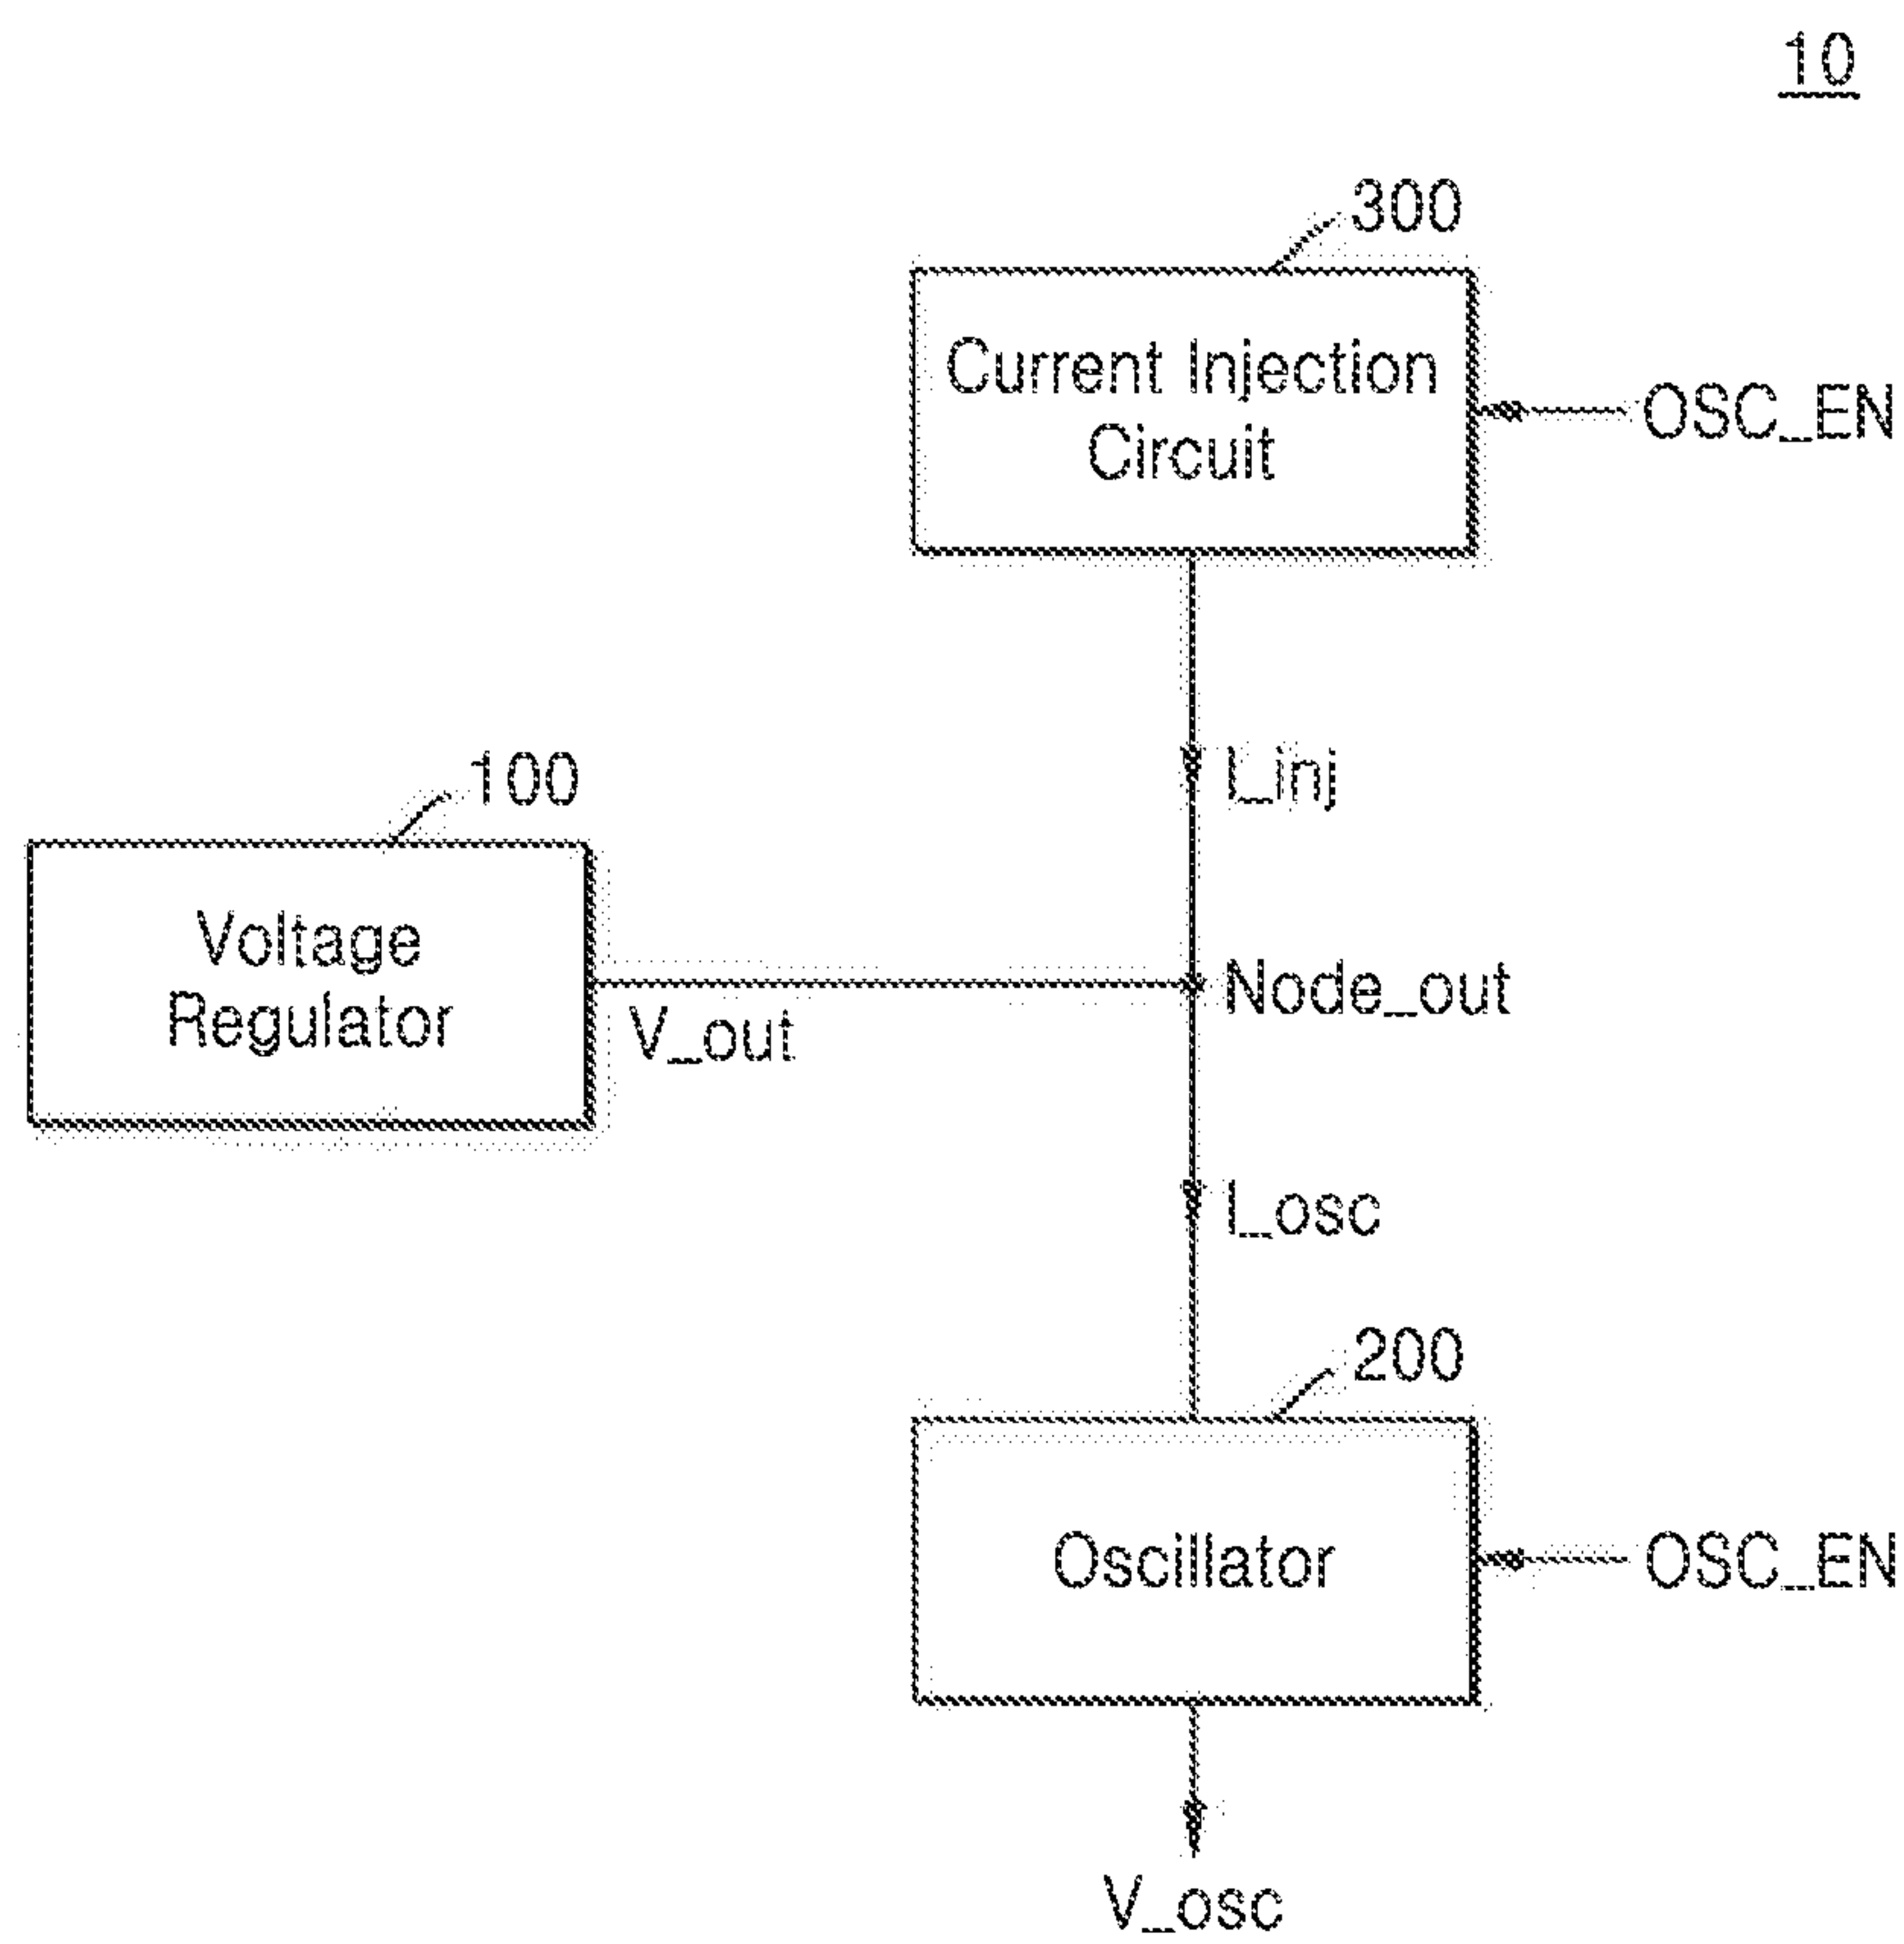 10
300
Current Injection
Circuit
OSC_EN
I_inj
100
Voltage
Regulator
V_out
Node_out
I_osc
200
Oscillator
OSC_EN
V_osc